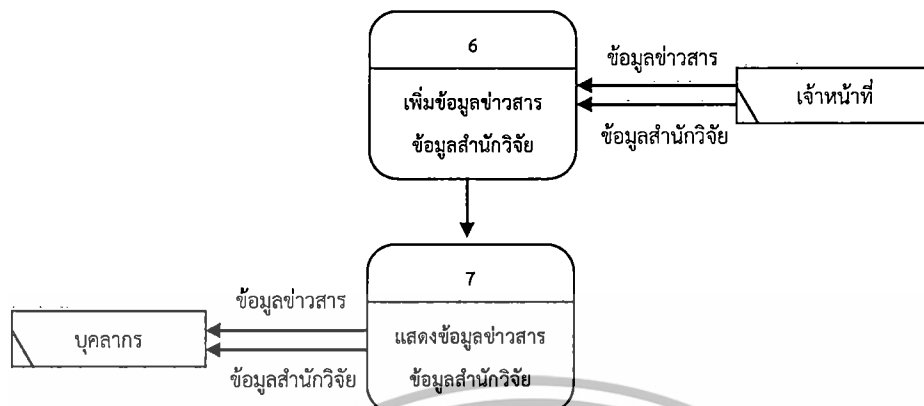 6
เพิ่มข้อมูลข่าวสาร
ข้อมูลสำนักวิจัย
ข้อมูลข่าวสาร
ข้อมูลสำนักวิจัย
เจ้าหน้าที่
7
แสดงข้อมูลข่าวสาร
ข้อมูลสำนักวิจัย
ข้อมูลข่าวสาร
ข้อมูลสำนักวิจัย
บุคลากร